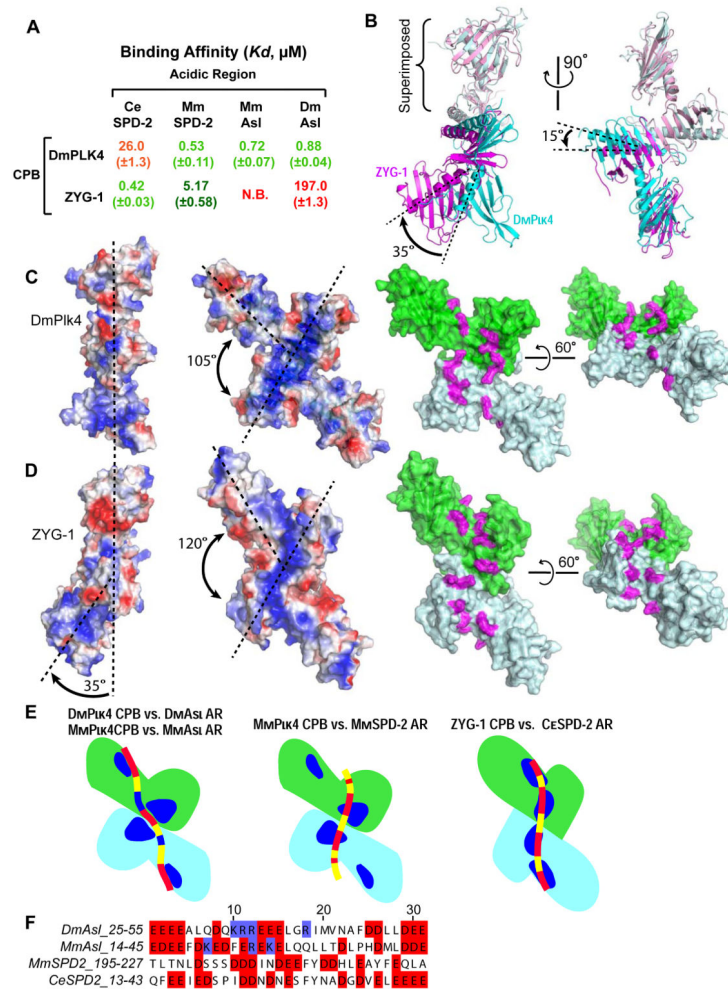 A
Binding Affinity (Kd, µM)
Acidic Region
Ce SPD-2 Mm SPD-2 Mm Asl Dm Asl
CPB
DmPLK4 26.0 (±1.3) 0.53 (±0.11) 0.72 (±0.07) 0.88 (±0.04)
ZYG-1 0.42 (±0.03) 5.17 (±0.58) N.B. 197.0 (±1.3)
B
Superimposed
90°
15°
ZYG-1
DmPlk4
35°
C
DmPlk4
105°
60°
D
ZYG-1
120°
60°
35°
E
DmPlk4 CPB vs. DmAsl AR
MmPlk4CPB vs. MmAsl AR
MmPlk4 CPB vs. MmSPD-2 AR
ZYG-1 CPB vs. CeSPD-2 AR
F
10 20 30
DmAsl_25-55 EEEEALQDQKRREEELGRIMVNAFDDLLDEE
MmAsl_14-45 EDEEFDKEDFEREKELQQLLTDLPHDMLDDE
MmSPD2_195-227 TLTNLDSSSDDDINDEEFYDDHLEAYFEQLA
CeSPD2_13-43 QFEEIEDSPIDDNDNESFYNADGDVELEEEE